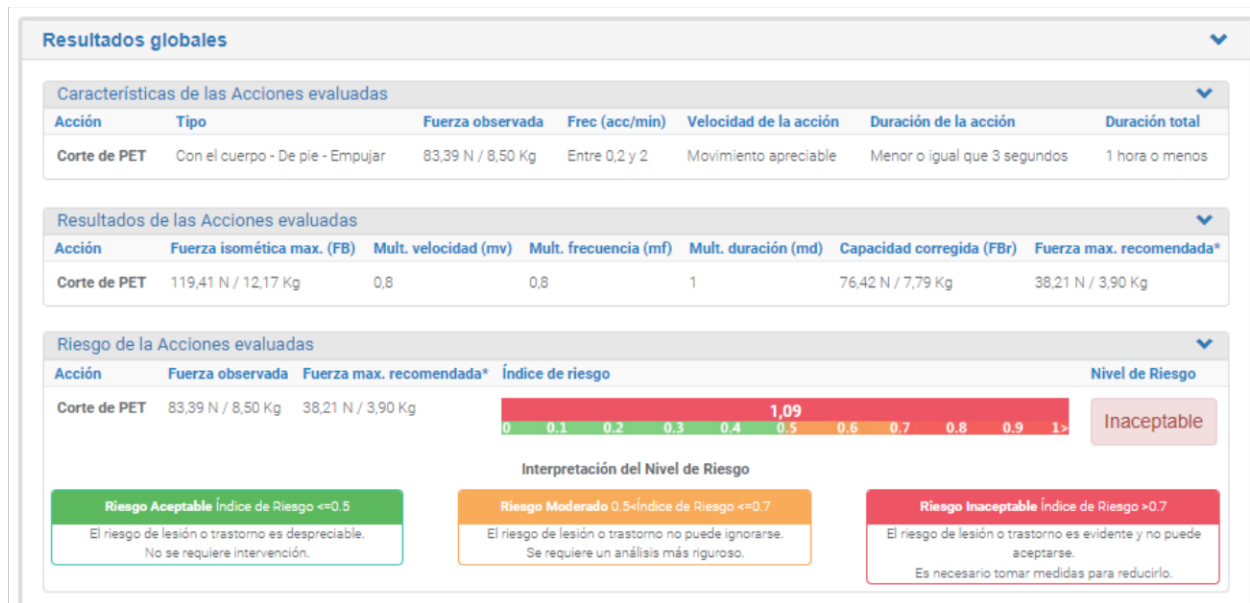 Resultados globales
Características de las Acciones evaluadas
Acción Tipo Fuerza observada Frec (acc/min) Velocidad de la acción Duración de la acción Duración total
Corte de PET Con el cuerpo - De pie - Empujar 83,39 N / 8,50 Kg Entre 0,2 y 2 Movimiento apreciable Menor o igual que 3 segundos 1 hora o menos
Resultados de las Acciones evaluadas
Acción Fuerza isomética max. (FB) Mult. velocidad (mv) Mult. frecuencia (mf) Mult. duración (md) Capacidad corregida (FBr) Fuerza max. recomendada*
Corte de PET 119,41 N / 12,17 Kg 0,8 0,8 1 76,42 N / 7,79 Kg 38,21 N / 3,90 Kg
Riesgo de la Acciones evaluadas
Acción Fuerza observada Fuerza max. recomendada* Índice de riesgo Nivel de Riesgo
Corte de PET 83,39 N / 8,50 Kg 38,21 N / 3,90 Kg 1,09 Inaceptable
0 0.1 0.2 0.3 0.4 0.5 0.6 0.7 0.8 0.9 1>
Interpretación del Nivel de Riesgo
Riesgo Aceptable Índice de Riesgo <=0.5
El riesgo de lesión o trastorno es despreciable.
No se requiere intervención.
Riesgo Moderado 0.5<Índice de Riesgo <=0.7
El riesgo de lesión o trastorno no puede ignorarse.
Se requiere un análisis más riguroso.
Riesgo Inaceptable Índice de Riesgo >0.7
El riesgo de lesión o trastorno es evidente y no puede
aceptarse.
Es necesario tomar medidas para reducirlo.